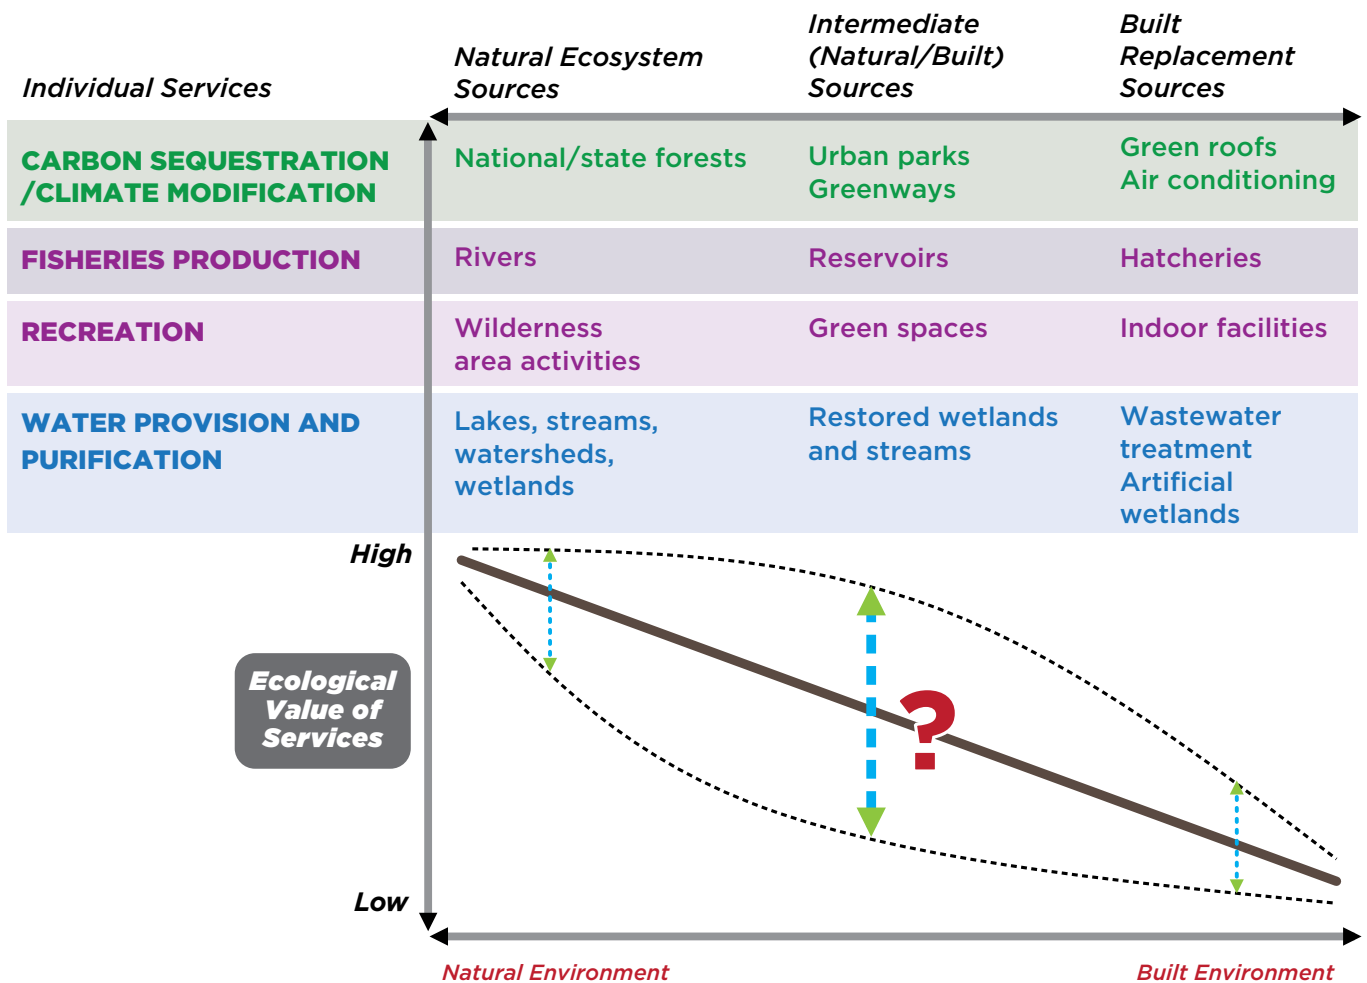 Individual Services
Natural Ecosystem
Sources
Intermediate
(Natural/Built)
Sources
Built
Replacement
Sources
CARBON SEQUESTRATION
/CLIMATE MODIFICATION
National/state forests
Urban parks
Greenways
Green roofs
Air conditioning
FISHERIES PRODUCTION
Rivers
Reservoirs
Hatcheries
RECREATION
Wilderness
area activities
Green spaces
Indoor facilities
WATER PROVISION AND
PURIFICATION
Lakes, streams,
watersheds,
wetlands
Restored wetlands
and streams
Wastewater
treatment
Artificial
wetlands
High
Ecological
Value of
Services
?
Low
Natural Environment
Built Environment